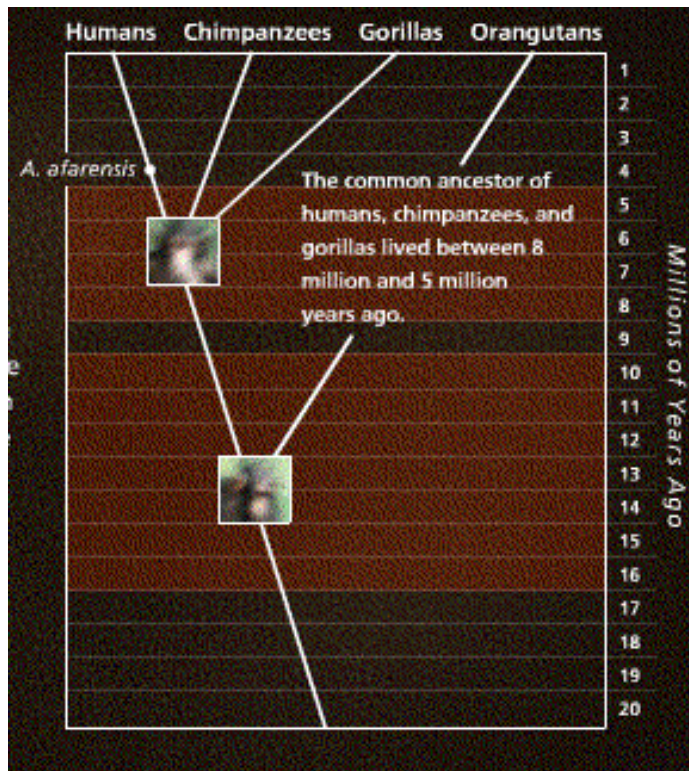 Humans Chimpanzees Gorillas Orangutans
1
2
3
A. afarensis 4
The common ancestor of
5
humans, chimpanzees, and
6
gorillas lived between 8
7
million and 5 million
8
years ago.
9
10
11
12
13
14
15
16
17
18
19
20
Millions of Years Ago